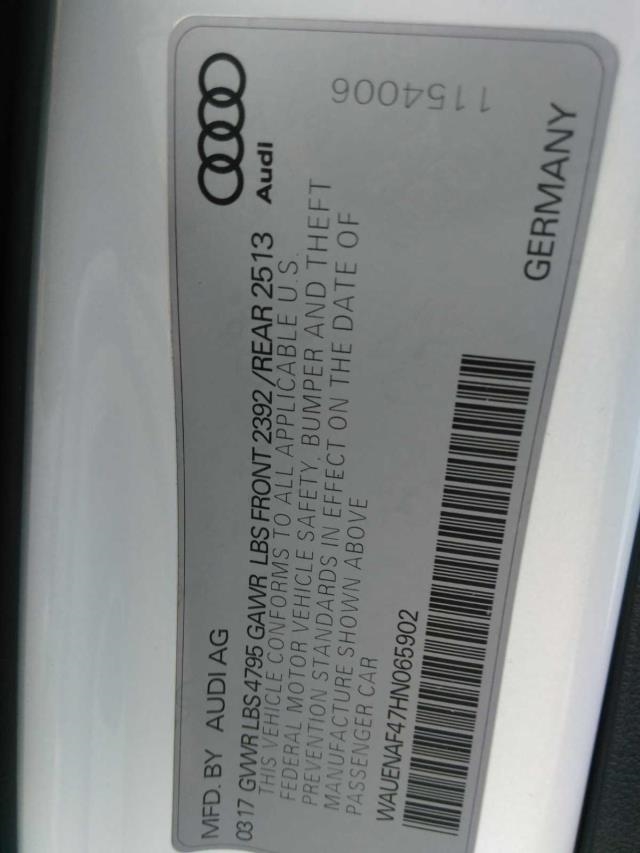 MFD. BY AUDI AG
Audi
0317 GVWR LBS 4795 GAWR LBS FRONT 2392 / REAR 2513
THIS VEHICLE CONFORMS TO ALL APPLICABLE U.S.
FEDERAL MOTOR VEHICLE SAFETY, BUMPER AND THEFT
PREVENTION STANDARDS IN EFFECT ON THE DATE OF
MANUFACTURE SHOWN ABOVE
PASSENGER CAR
WAUENAF47HN065902
GERMANY
1154006